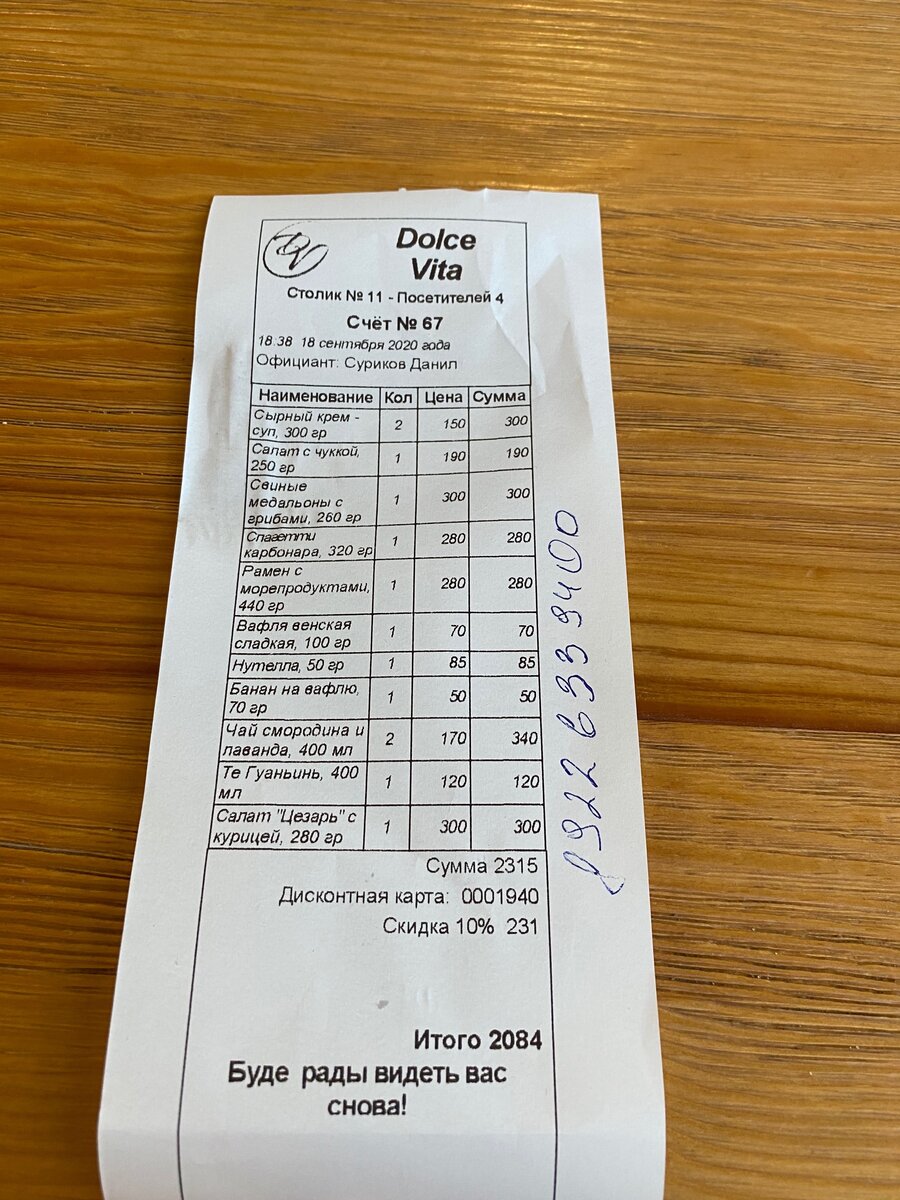 DV
Dolce
Vita
Столик № 11 - Посетителей 4
Счёт № 67
18:38 18 сентября 2020 года
Официант: Суриков Данил
Наименование Кол Цена Сумма
Сырный крем -
суп, 300 гр 2 150 300
Салат с чуккой,
250 гр 1 190 190
Свиные
медальоны с
грибами, 260 гр 1 300 300
Спагетти
карбонара, 320 гр 1 280 280
Рамен с
морепродуктами,
440 гр 1 280 280
Вафля венская
сладкая, 100 гр 1 70 70
Нутелла, 50 гр 1 85 85
Банан на вафлю,
70 гр 1 50 50
Чай смородина и
лаванда, 400 мл 2 170 340
Те Гуаньинь, 400
мл 1 120 120
Салат "Цезарь" с
курицей, 280 гр 1 300 300
Сумма 2315
Дисконтная карта: 0001940
Скидка 10% 231
Итого 2084
Буде рады видеть вас
снова!
8922 633 9400